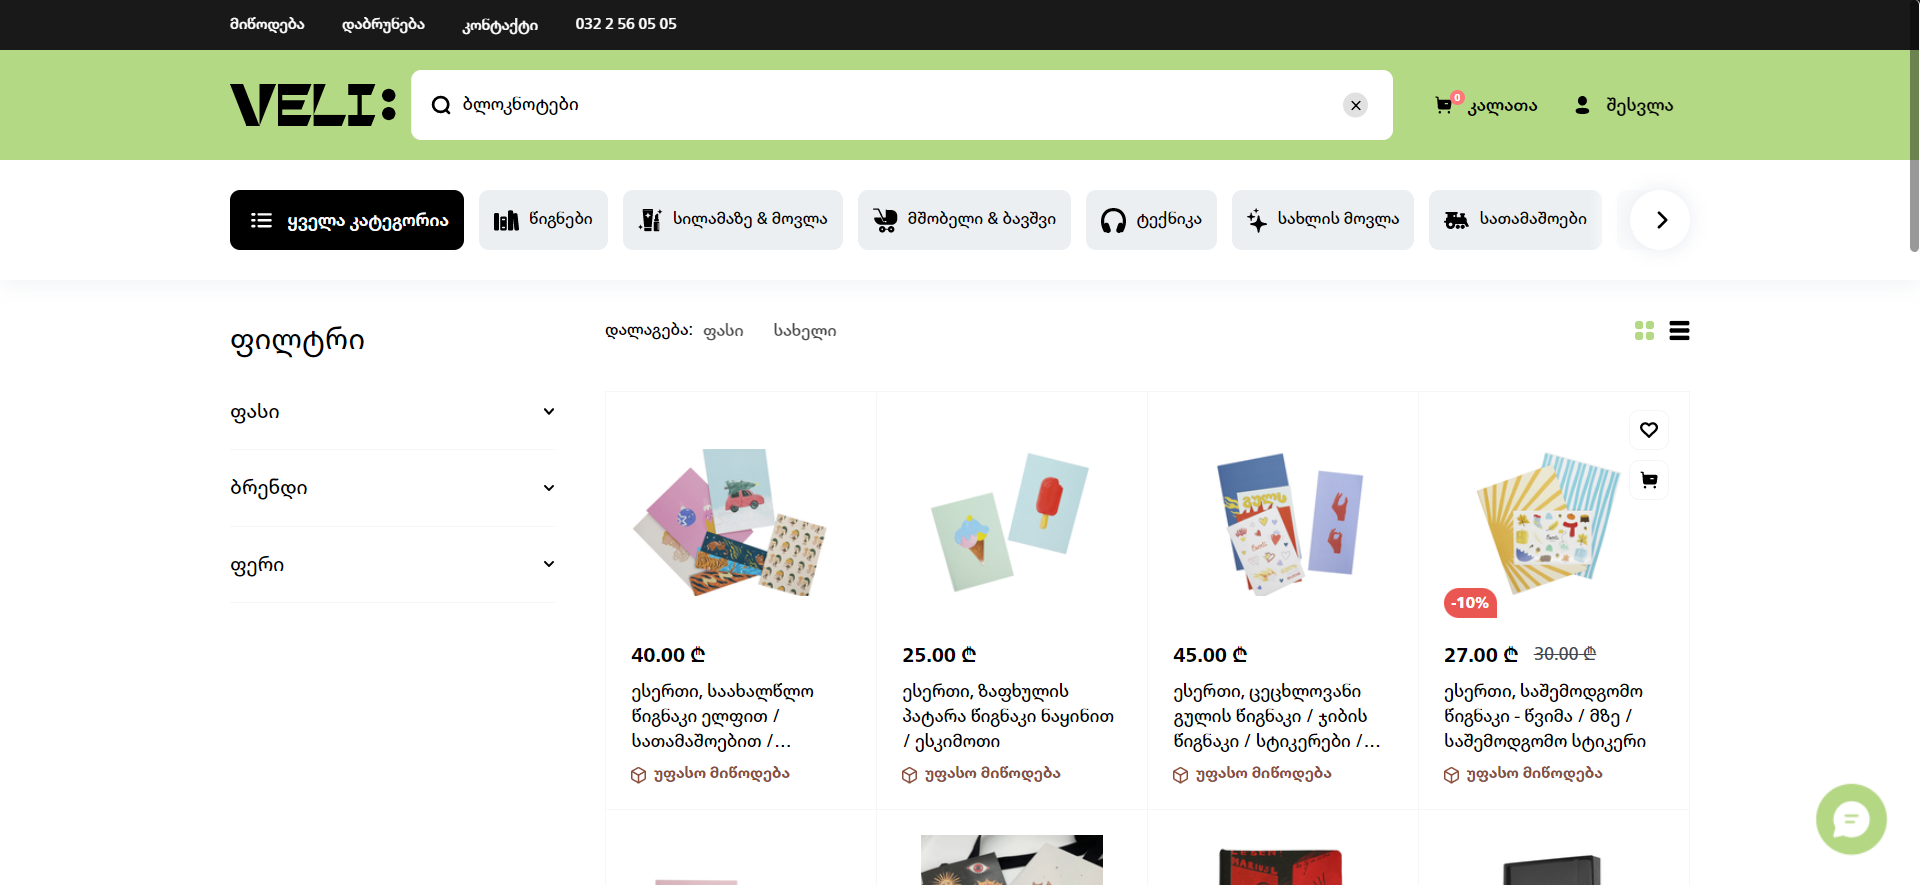 მიწოდება დაბრუნება კონტაქტი 032 2 56 05 05
VELI: ბლოკნოტები 0 კალათა შესვლა
ყველა კატეგორია წიგნები სილამაზე & მოვლა მშობელი & ბავშვი ტექნიკა სახლის მოვლა სათამაშოები
ფილტრი
ფასი
ბრენდი
ფერი
დალაგება: ფასი სახელი
40.00 ₾
ესერთი, საახალწლო
წიგნაკი ელფით /
სათამაშოებით /...
უფასო მიწოდება
25.00 ₾
ესერთი, ზაფხულის
პატარა წიგნაკი ნაყინით
/ ესკიმოთი
უფასო მიწოდება
გულს
45.00 ₾
ესერთი, ცეცხლოვანი
გულის წიგნაკი / ჯიბის
წიგნაკი / სტიკერები /...
უფასო მიწოდება
-10%
27.00 ₾ 30.00 ₾
ესერთი, საშემოდგომო
წიგნაკი - წვიმა / მზე /
საშემოდგომო სტიკერი
უფასო მიწოდება